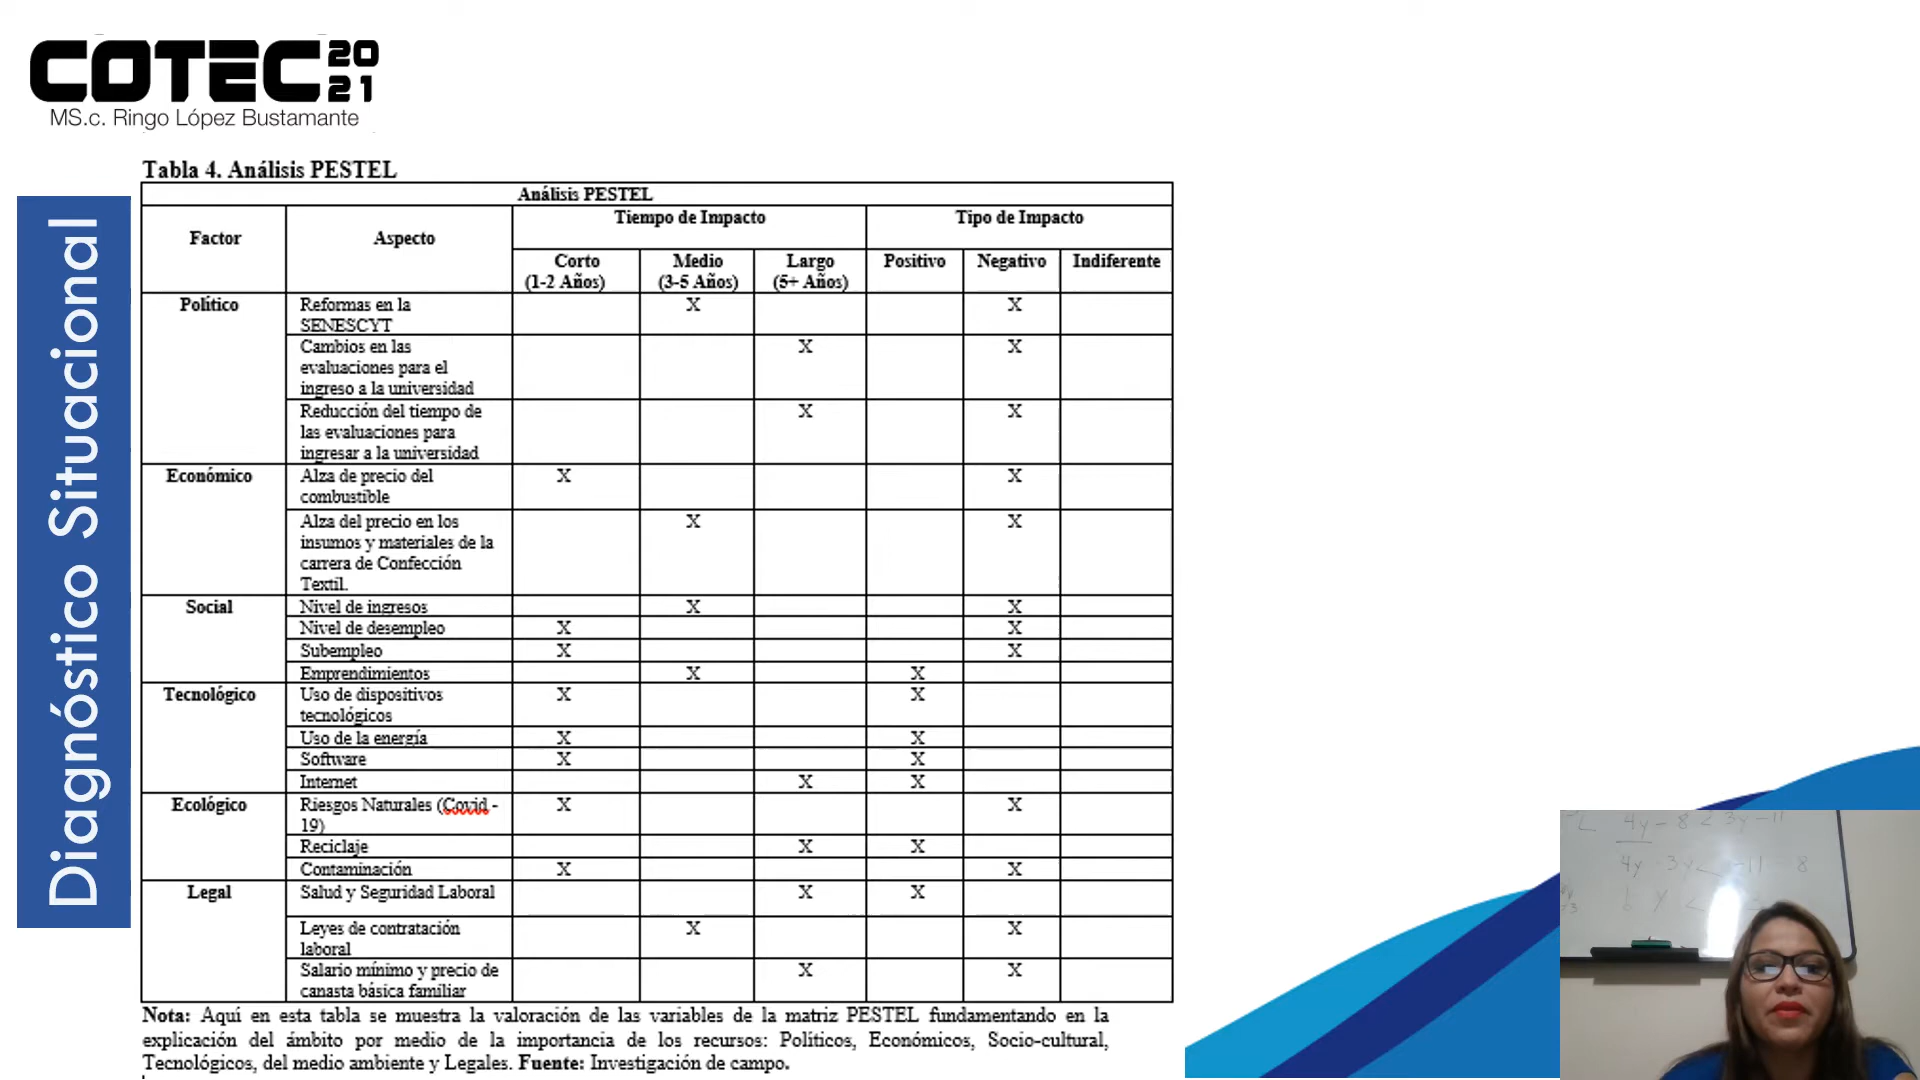 COTEC 20
21
MS.c. Ringo López Bustamante
Diagnóstico Situacional
Tabla 4. Análisis PESTEL
Análisis PESTEL
Factor Aspecto Tiempo de Impacto Tipo de Impacto
Corto (1-2 Años) Medio (3-5 Años) Largo (5+ Años) Positivo Negativo Indiferente
Político Reformas en la X X
SENESCYT
Cambios en las X X
evaluaciones para el
ingreso a la universidad
Reducción del tiempo de X X
las evaluaciones para
ingresar a la universidad
Económico Alza de precio del X X
combustible
Alza del precio en los X X
insumos y materiales de la
carrera de Confección
Textil.
Social Nivel de ingresos X X
Nivel de desempleo X X
Subempleo X X
Emprendimientos X X
Tecnológico Uso de dispositivos X X
tecnológicos
Uso de la energía X X
Software X X
Internet X X
Ecológico Riesgos Naturales (Covid - X X
19)
Reciclaje X X
Contaminación X X
Legal Salud y Seguridad Laboral X X
Leyes de contratación X X
laboral
Salario mínimo y precio de X X
canasta básica familiar
Nota: Aquí en esta tabla se muestra la valoración de las variables de la matriz PESTEL fundamentando en la
explicación del ámbito por medio de la importancia de los recursos: Políticos, Económicos, Socio-cultural,
Tecnológicos, del medio ambiente y Legales. Fuente: Investigación de campo.
4y - 8 < 3y - 11